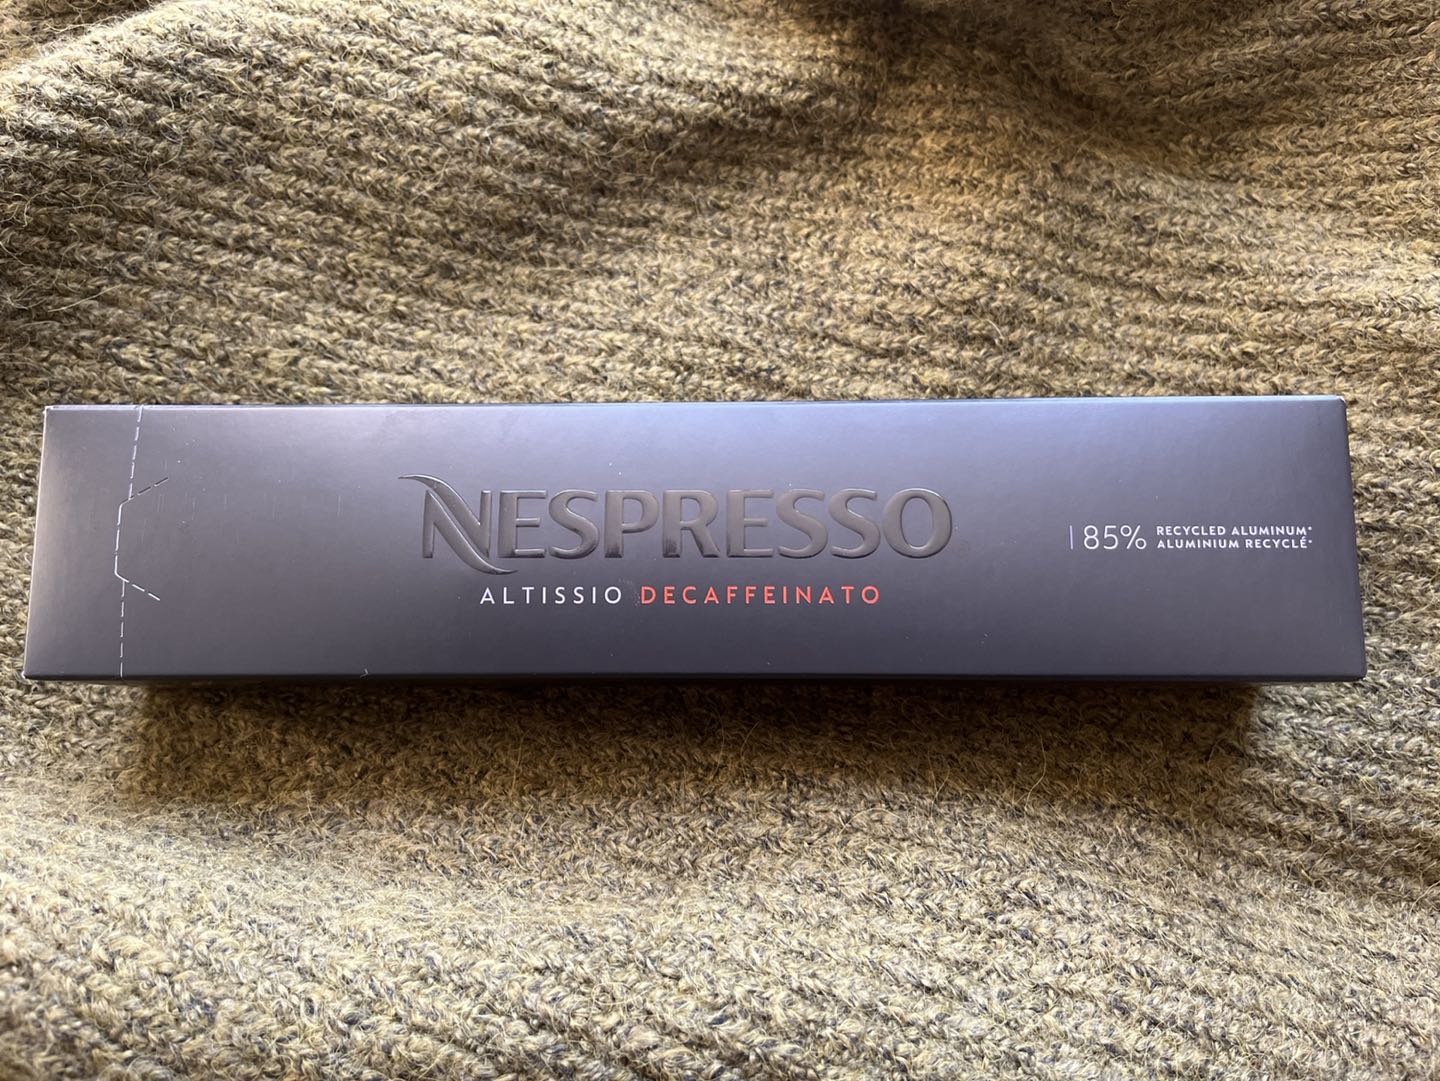 NESPRESSO
ALTISSIO DECAFFEINATO
85% RECYCLED ALUMINUM*
ALUMINIUM RECYCLÉ*